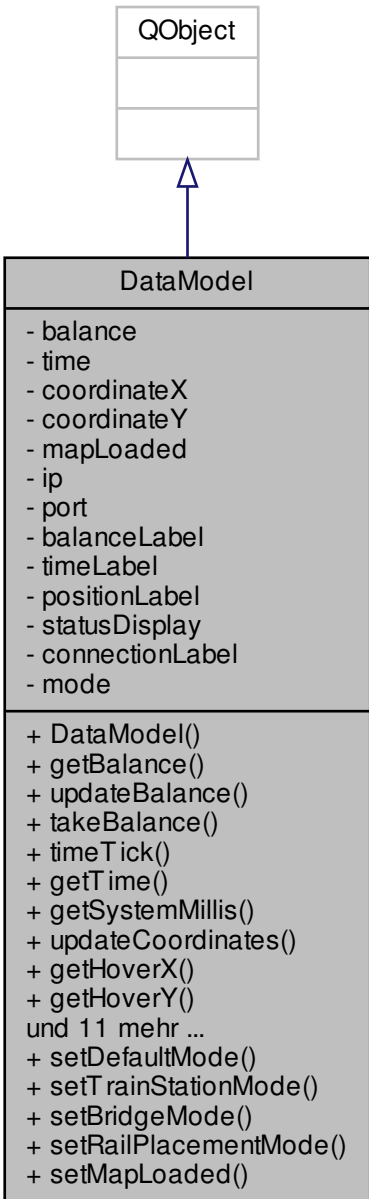 QObject
DataModel
- balance
- time
- coordinateX
- coordinateY
- mapLoaded
- ip
- port
- balanceLabel
- timeLabel
- positionLabel
- statusDisplay
- connectionLabel
- mode
+ DataModel()
+ getBalance()
+ updateBalance()
+ takeBalance()
+ timeTick()
+ getTime()
+ getSystemMillis()
+ updateCoordinates()
+ getHoverX()
+ getHoverY()
und 11 mehr ...
+ setDefaultMode()
+ setTrainStationMode()
+ setBridgeMode()
+ setRailPlacementMode()
+ setMapLoaded()